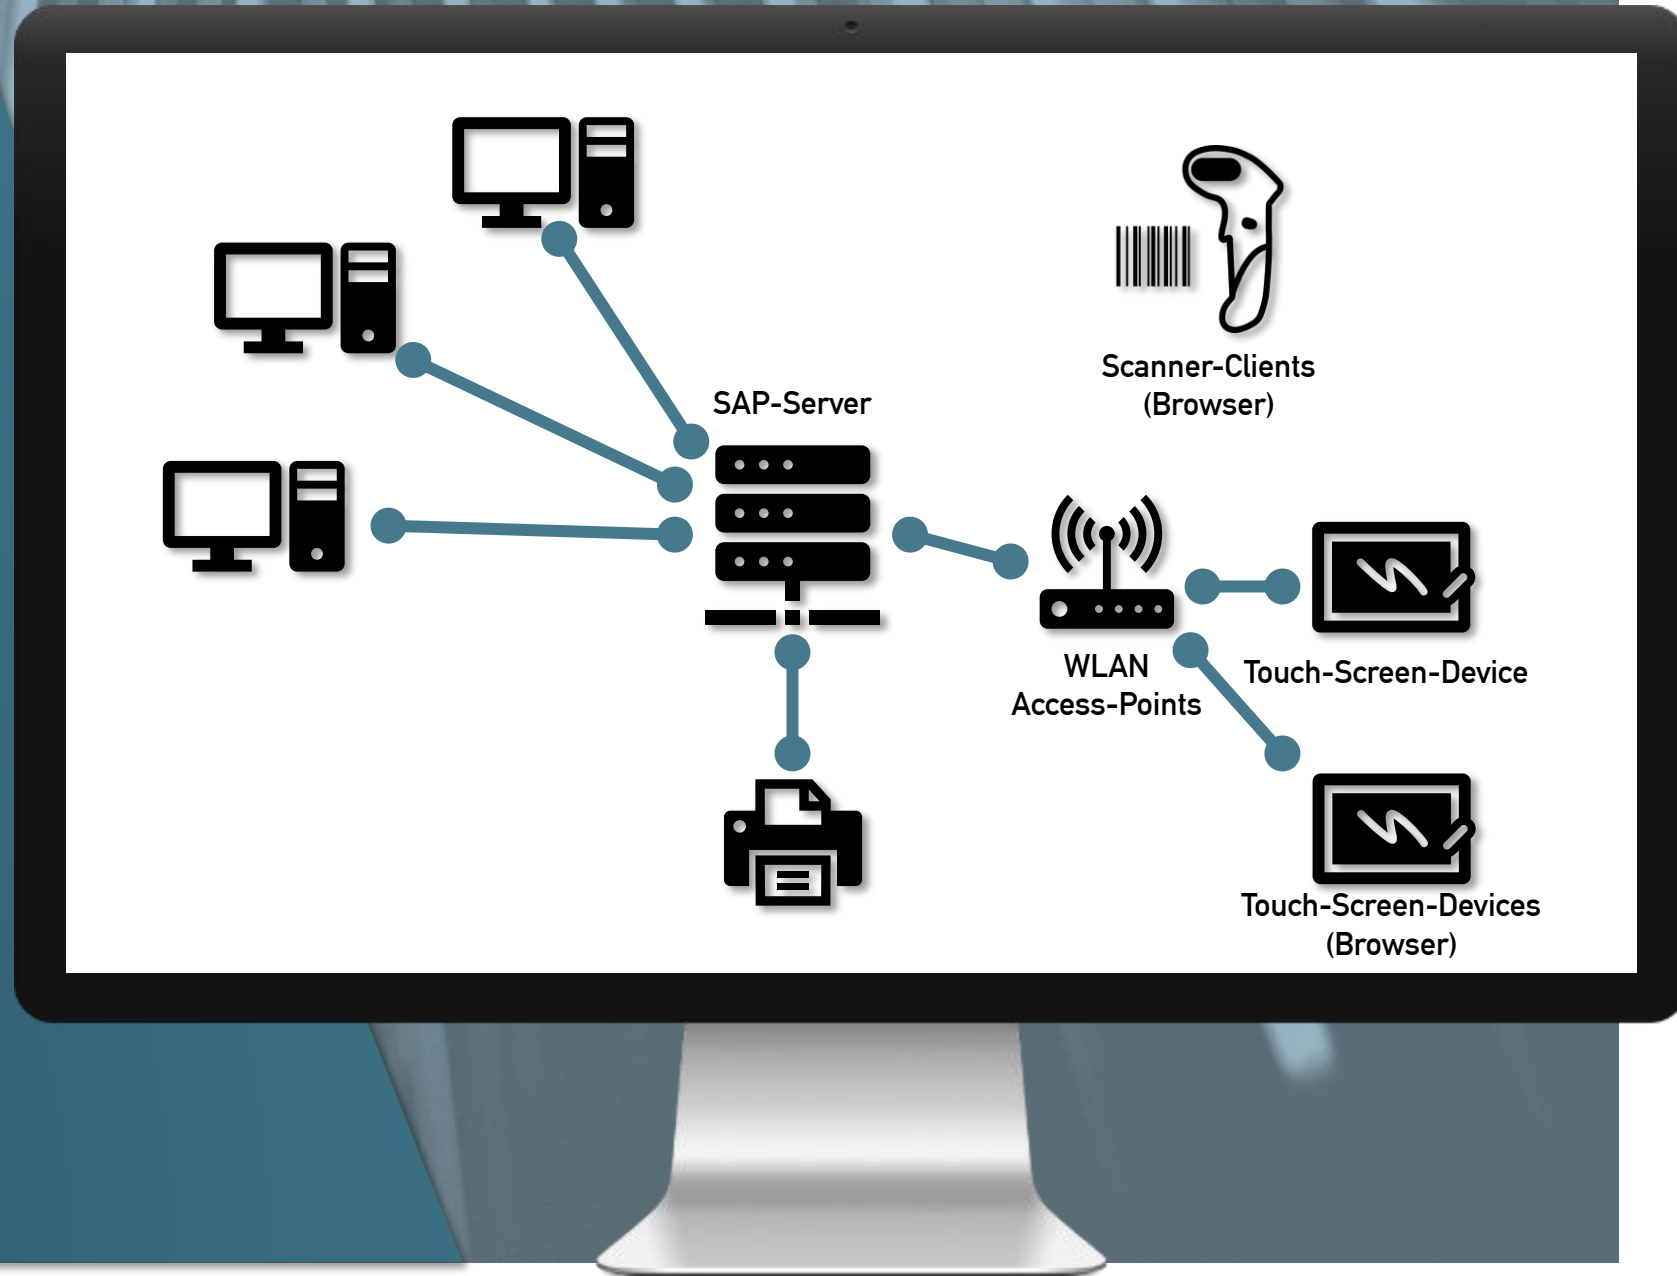 Scanner-Clients
(Browser)
SAP-Server
WLAN
Access-Points
Touch-Screen-Device
Touch-Screen-Devices
(Browser)